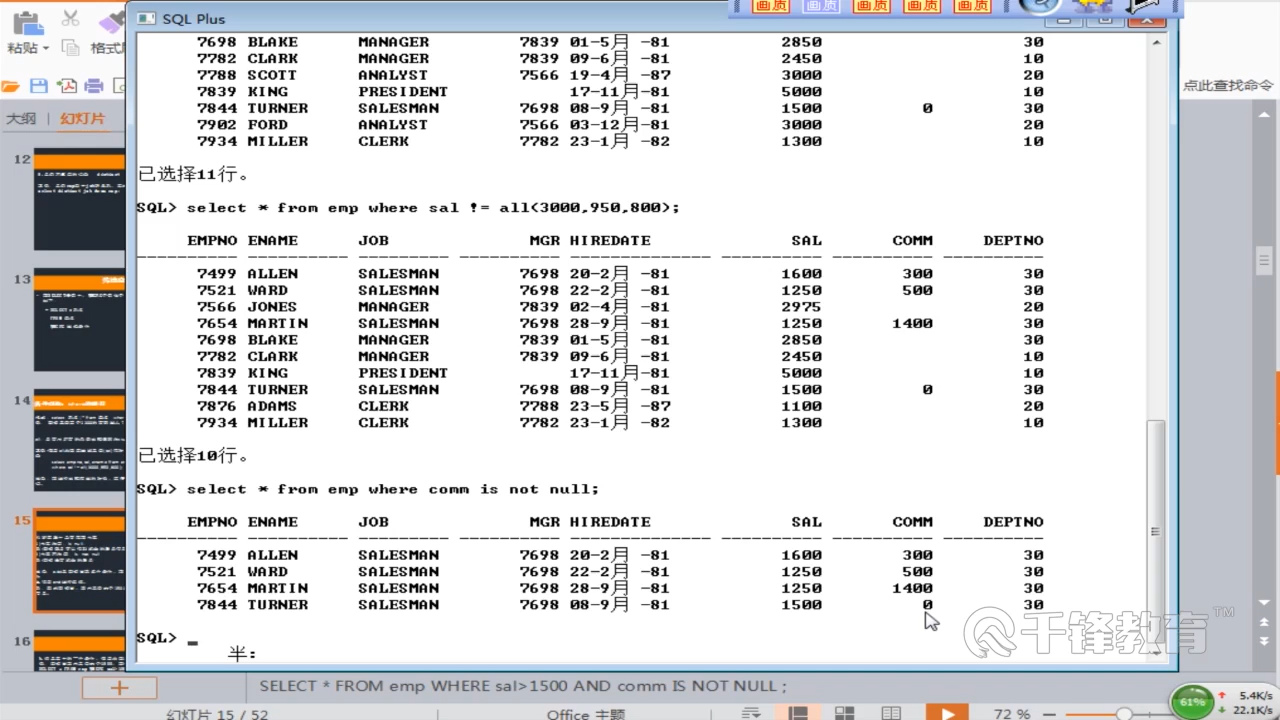 SQL Plus
画质 画质 画质 画质 画质
粘贴
点此查找命令
大纲 幻灯片
12
13
14
15
16
7698 BLAKE MANAGER 7839 01-5月 -81 2850 30
7782 CLARK MANAGER 7839 09-6月 -81 2450 10
7788 SCOTT ANALYST 7566 19-4月 -87 3000 20
7839 KING PRESIDENT 17-11月-81 5000 10
7844 TURNER SALESMAN 7698 08-9月 -81 1500 0 30
7902 FORD ANALYST 7566 03-12月-81 3000 20
7934 MILLER CLERK 7782 23-1月 -82 1300 10
已选择11行。
SQL> select * from emp where sal != all(3000,950,800);
EMPNO ENAME JOB MGR HIREDATE SAL COMM DEPTNO
7499 ALLEN SALESMAN 7698 20-2月 -81 1600 300 30
7521 WARD SALESMAN 7698 22-2月 -81 1250 500 30
7566 JONES MANAGER 7839 02-4月 -81 2975 20
7654 MARTIN SALESMAN 7698 28-9月 -81 1250 1400 30
7698 BLAKE MANAGER 7839 01-5月 -81 2850 30
7782 CLARK MANAGER 7839 09-6月 -81 2450 10
7839 KING PRESIDENT 17-11月-81 5000 10
7844 TURNER SALESMAN 7698 08-9月 -81 1500 0 30
7876 ADAMS CLERK 7788 23-5月 -87 1100 20
7934 MILLER CLERK 7782 23-1月 -82 1300 10
已选择10行。
SQL> select * from emp where comm is not null;
EMPNO ENAME JOB MGR HIREDATE SAL COMM DEPTNO
7499 ALLEN SALESMAN 7698 20-2月 -81 1600 300 30
7521 WARD SALESMAN 7698 22-2月 -81 1250 500 30
7654 MARTIN SALESMAN 7698 28-9月 -81 1250 1400 30
7844 TURNER SALESMAN 7698 08-9月 -81 1500 0 30
SQL>
半:
千锋教育 TM
SELECT * FROM emp WHERE sal>1500 AND comm IS NOT NULL ;
61% 5.4K/s
22.1K/s
幻灯片 15 / 52 Office 主题 72 %